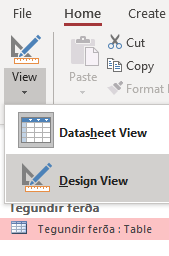 File Home Create
View
Paste
Cut
Copy
Format
Datasheet View
Design View
Tegundir ferða
Tegundir ferða : Table